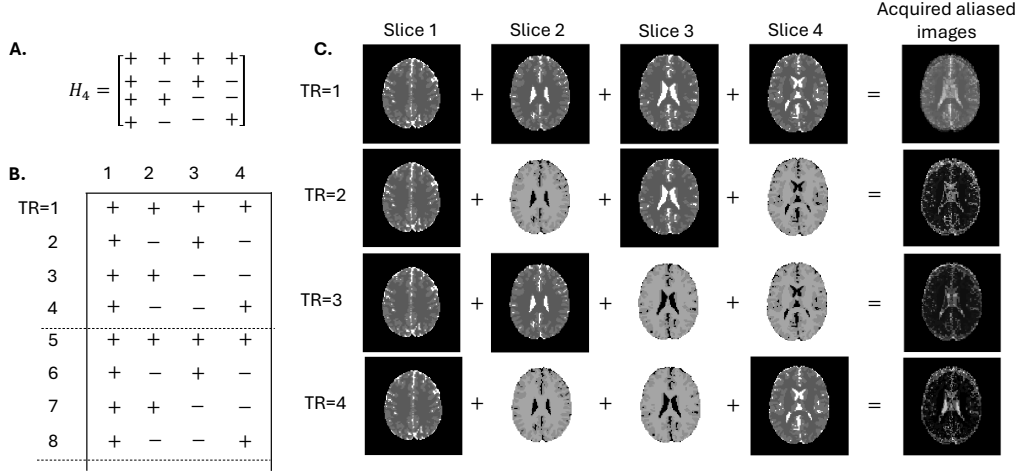 A.
H₄ = [+ + + +
+ − + −
+ + − −
+ − − +]
B.
1 2 3 4
TR=1 + + + +
2 + − + −
3 + + − −
4 + − − +
5 + + + +
6 + − + −
7 + + − −
8 + − − +
C.
Slice 1 Slice 2 Slice 3 Slice 4 Acquired aliased
images
TR=1 + + + =
TR=2 + + + =
TR=3 + + + =
TR=4 + + + =